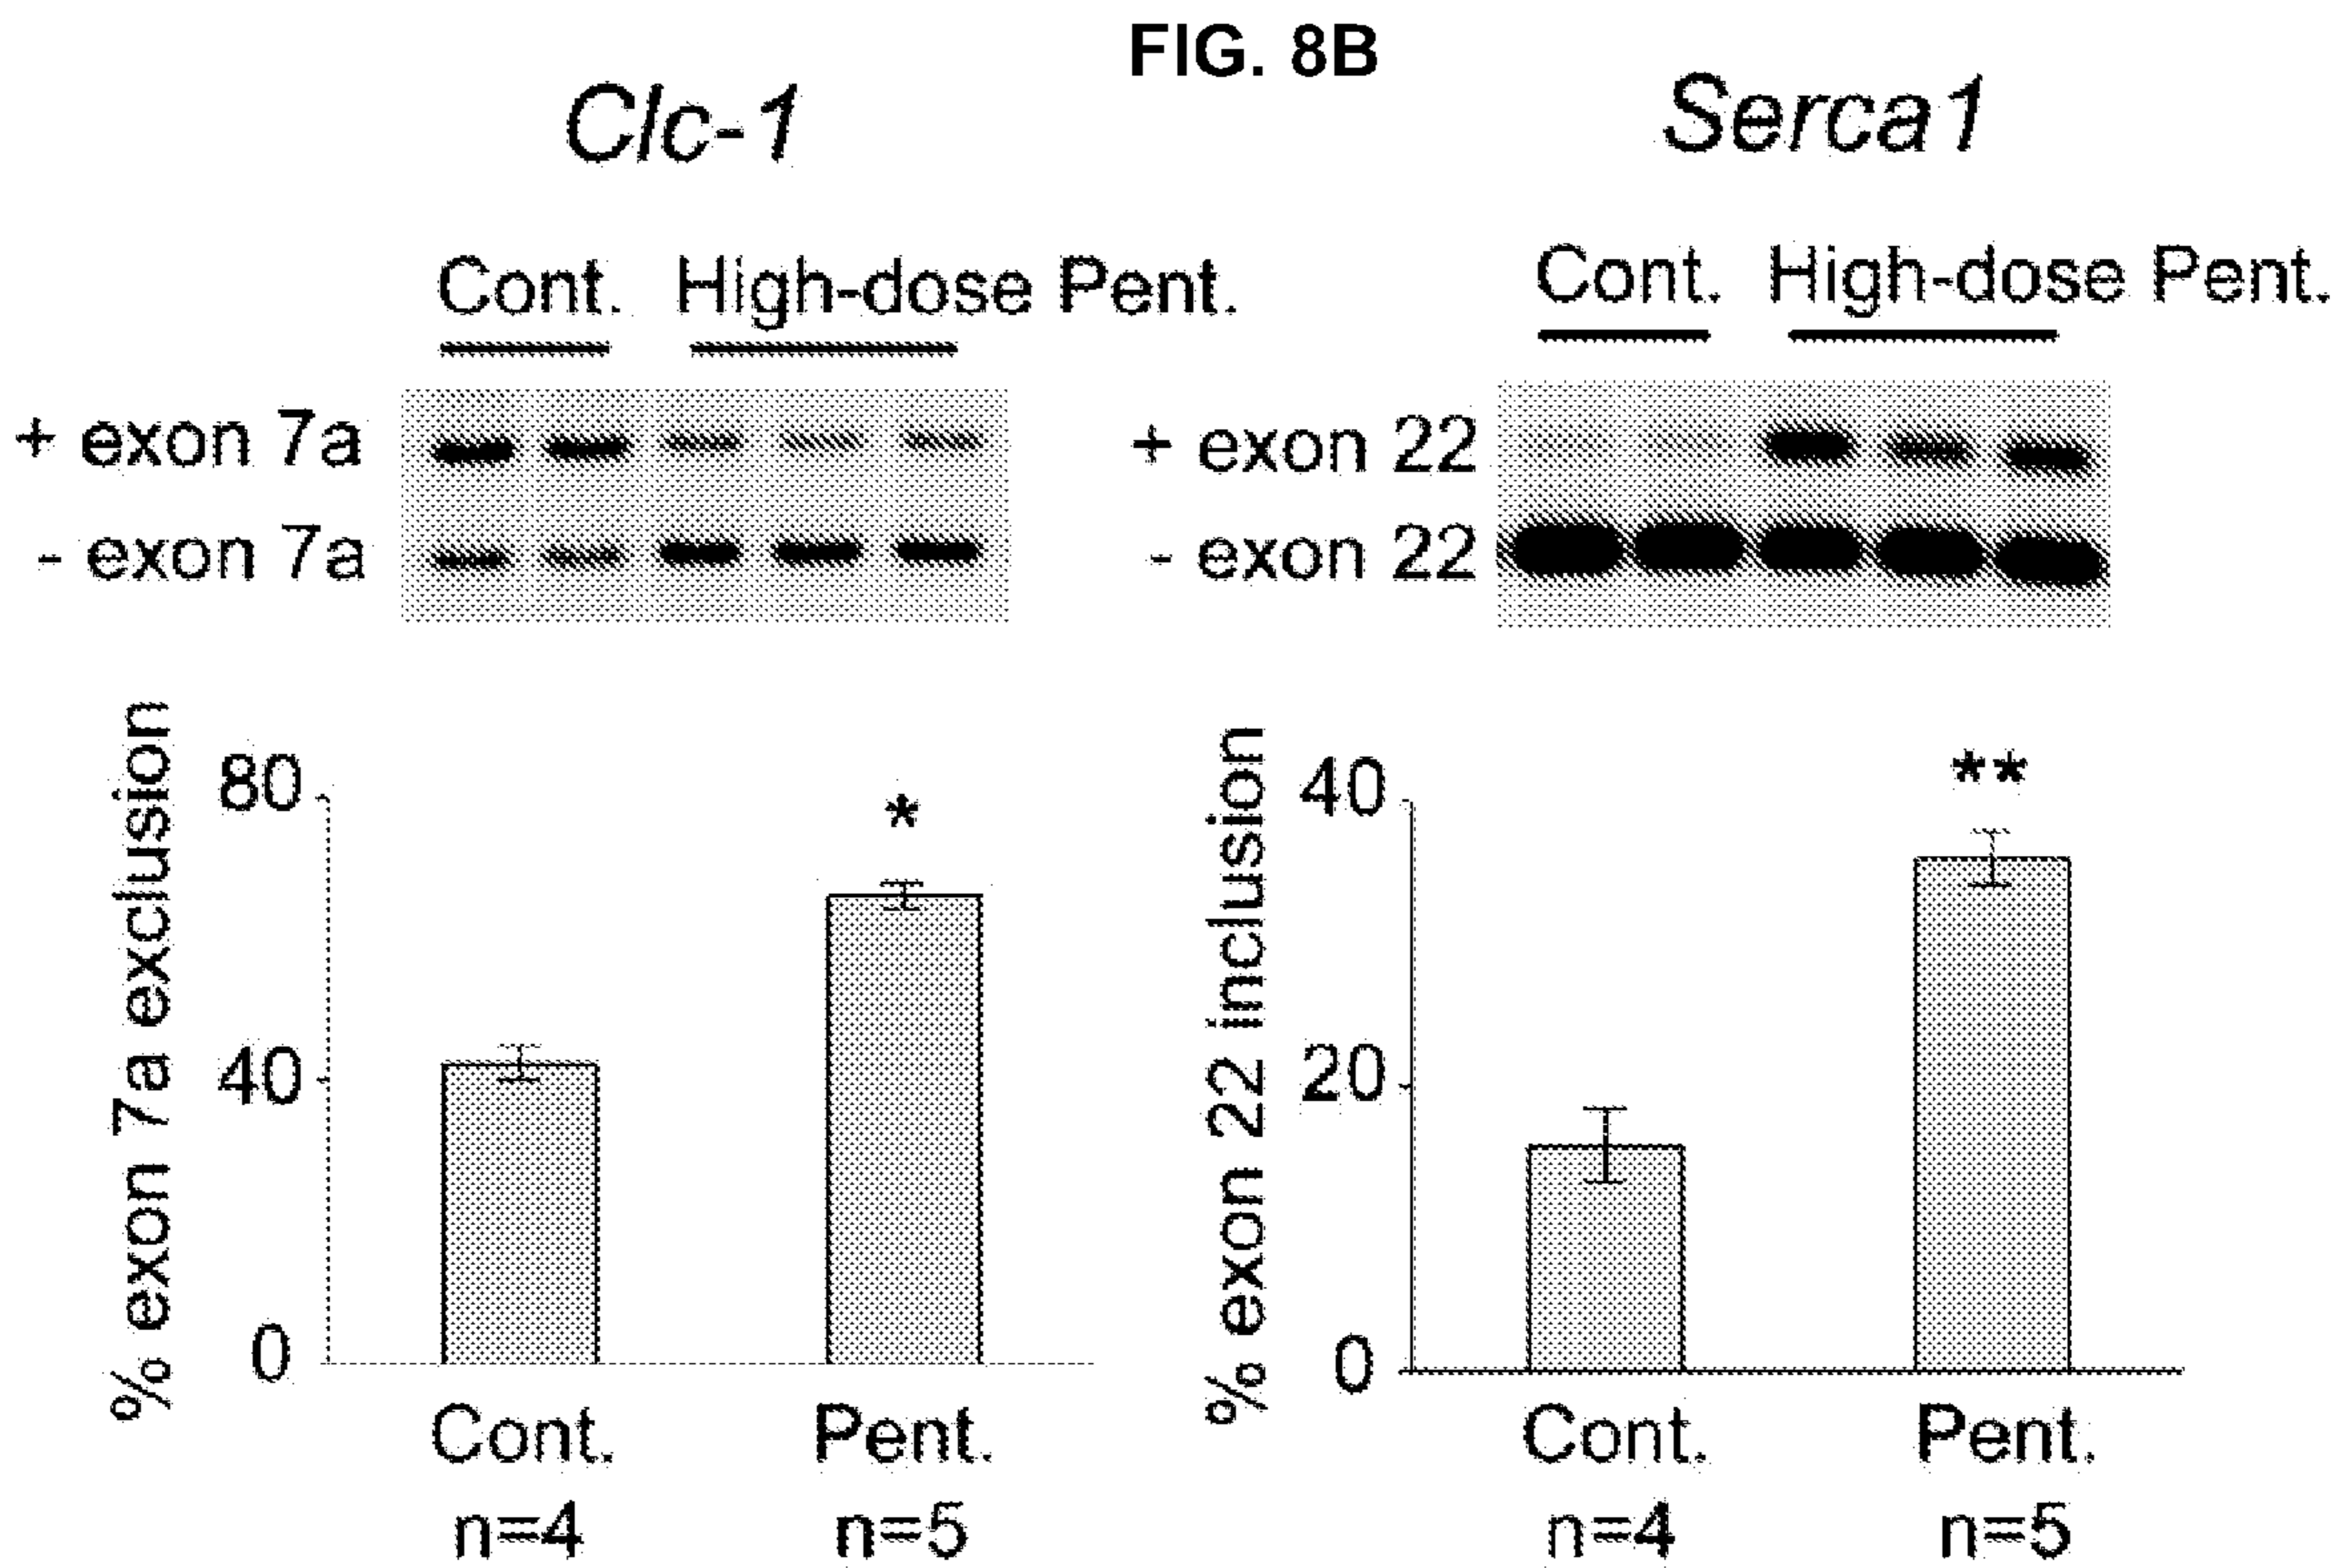 FIG. 8B
Clc-1
Cont. High-dose Pent.
+ exon 7a
- exon 7a
% exon 7a exclusion
80
*
40
0
Cont. Pent.
n=4 n=5
Serca1
Cont. High-dose Pent.
+ exon 22
- exon 22
% exon 22 inclusion
40
**
20
0
Cont. Pent.
n=4 n=5